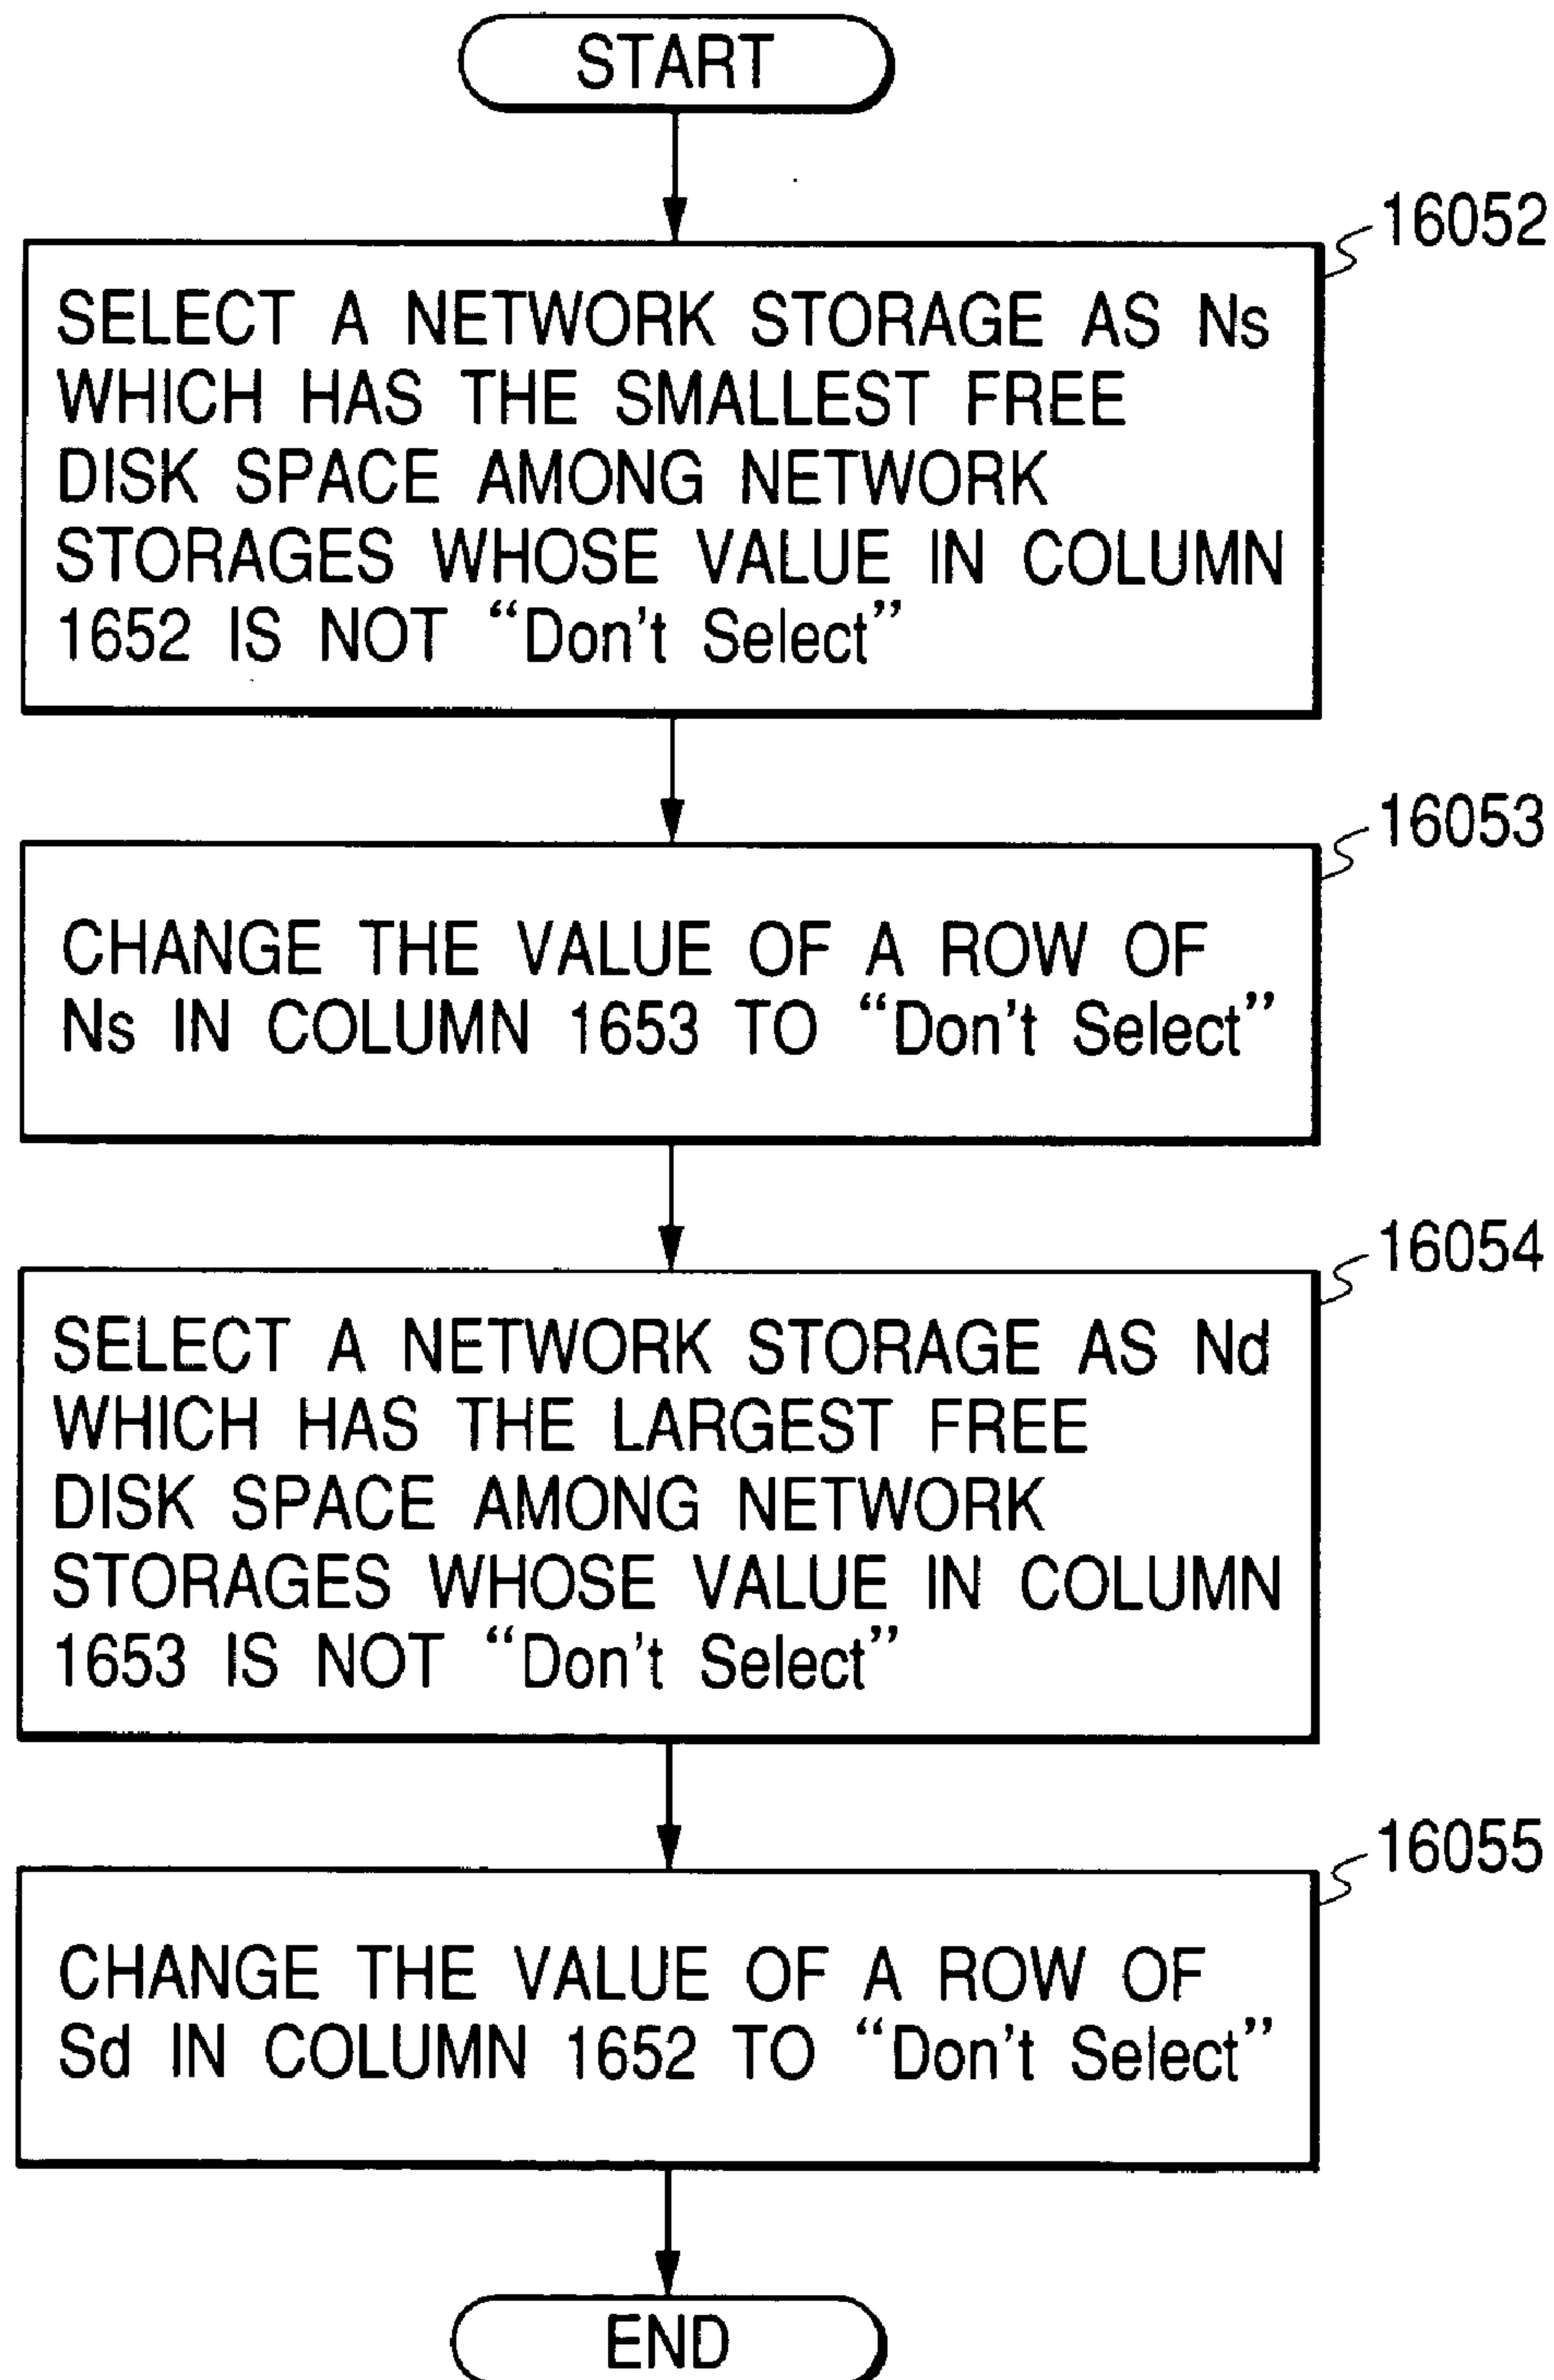 START
16052
SELECT A NETWORK STORAGE AS Ns
WHICH HAS THE SMALLEST FREE
DISK SPACE AMONG NETWORK
STORAGES WHOSE VALUE IN COLUMN
1652 IS NOT “Don't Select”
16053
CHANGE THE VALUE OF A ROW OF
Ns IN COLUMN 1653 TO “Don't Select”
16054
SELECT A NETWORK STORAGE AS Nd
WHICH HAS THE LARGEST FREE
DISK SPACE AMONG NETWORK
STORAGES WHOSE VALUE IN COLUMN
1653 IS NOT “Don't Select”
16055
CHANGE THE VALUE OF A ROW OF
Sd IN COLUMN 1652 TO “Don't Select”
END